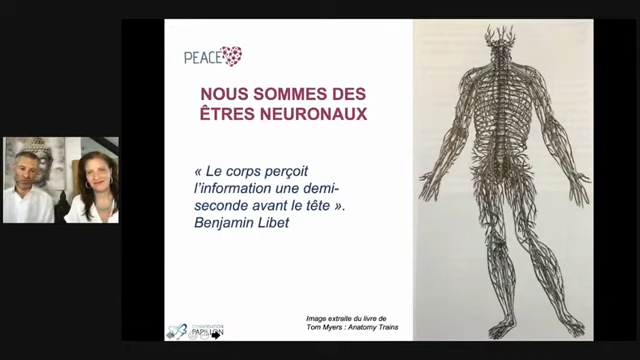 PEACE
NOUS SOMMES DES
ÊTRES NEURONAUX
« Le corps perçoit
l’information une demi-
seconde avant le tête ».
Benjamin Libet
Image extraite du livre de
Tom Myers : Anatomy Trains
PAPILLON